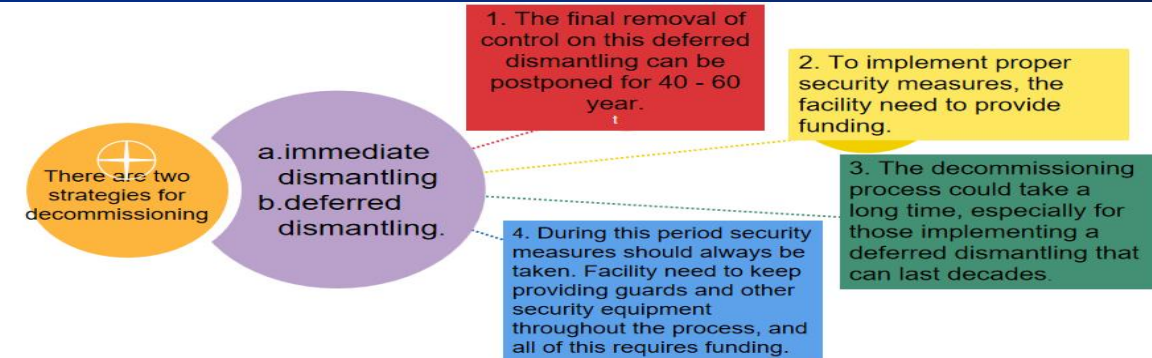 There are two
strategies for
decommissioning
a.immediate
dismantling
b.deferred
dismantling.
1. The final removal of
control on this deferred
dismantling can be
postponed for 40 - 60
year.
t
2. To implement proper
security measures, the
facility need to provide
funding.
3. The decommissioning
process could take a
long time, especially for
those implementing a
deferred dismantling that
can last decades.
4. During this period security
measures should always be
taken. Facility need to keep
providing guards and other
security equipment
throughout the process, and
all of this requires funding.